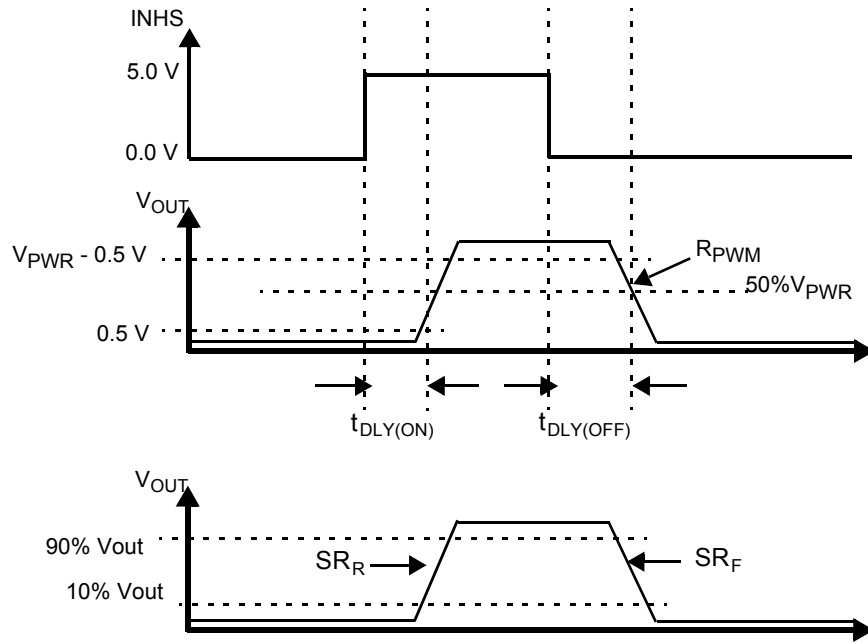 INHS
5.0 V
0.0 V
VOUT
VPWR - 0.5 V
RPWM
50%VPWR
0.5 V
tDLY(ON)
tDLY(OFF)
VOUT
90% Vout
SRR
SRF
10% Vout